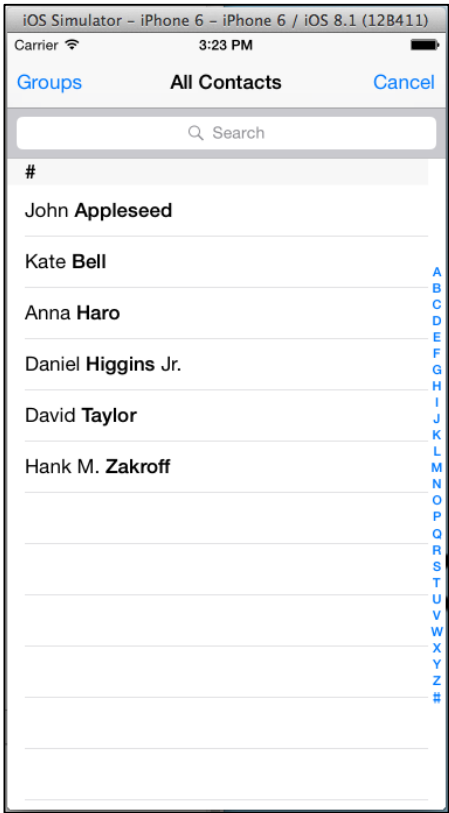 iOS Simulator – iPhone 6 – iPhone 6 / iOS 8.1 (12B411)
Carrier 3:23 PM
Groups All Contacts Cancel
Search
#
John Appleseed
Kate Bell
Anna Haro
Daniel Higgins Jr.
David Taylor
Hank M. Zakroff
A
B
C
D
E
F
G
H
I
J
K
L
M
N
O
P
Q
R
S
T
U
V
W
X
Y
Z
#